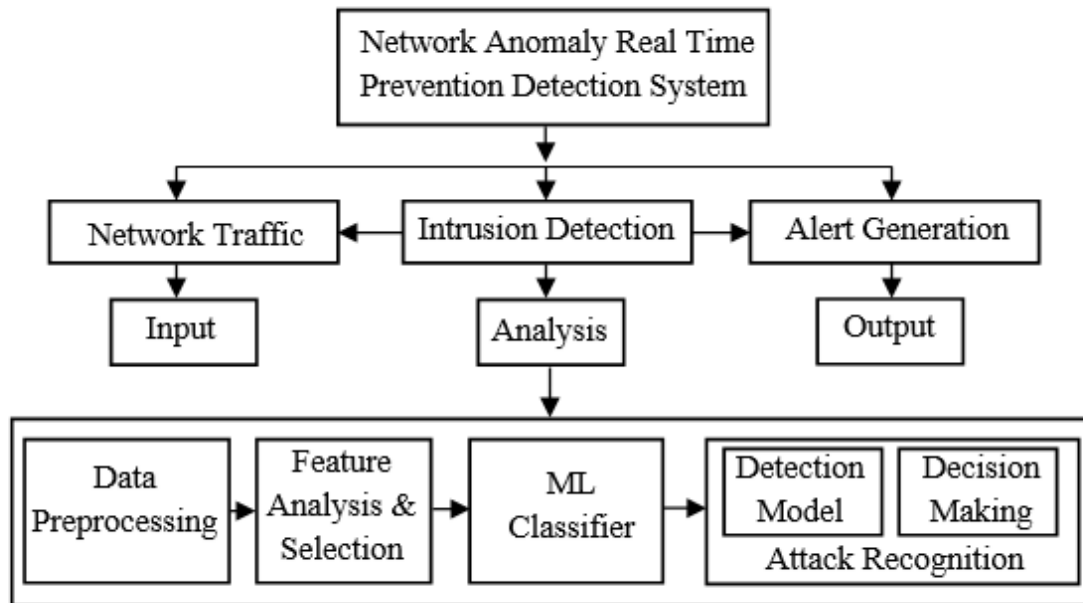 Network Anomaly Real Time
Prevention Detection System
Network Traffic
Intrusion Detection
Alert Generation
Input
Analysis
Output
Data
Preprocessing
Feature
Analysis &
Selection
ML
Classifier
Detection
Model
Decision
Making
Attack Recognition